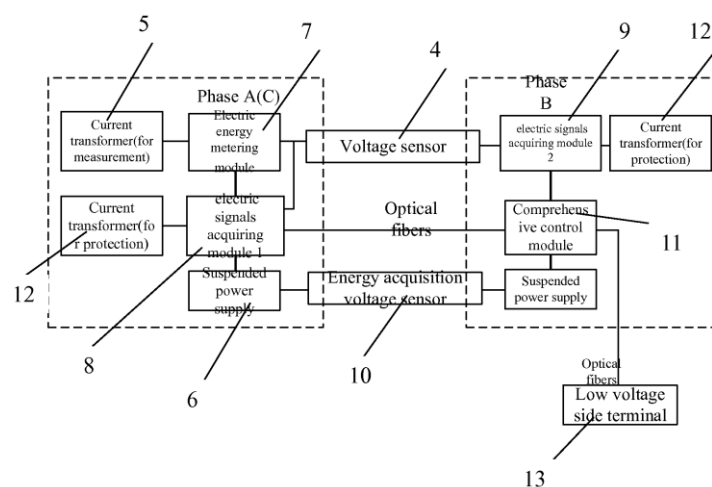 5
7
4
9
12
Phase A(C)
Phase
B
Current
transformer(for
measurement)
Electric
energy
metering
module
Voltage sensor
electric signals
acquiring module
2
Current
transformer(for
protection)
Current
transformer(fo
r protection)
electric
signals
acquiring
module 1
Optical
fibers
Comprehens
ive control
module
11
12
Suspended
power
supply
Energy acquisition
voltage sensor
Suspended
power supply
8
6
10
Optical
fibers
Low voltage
side terminal
13